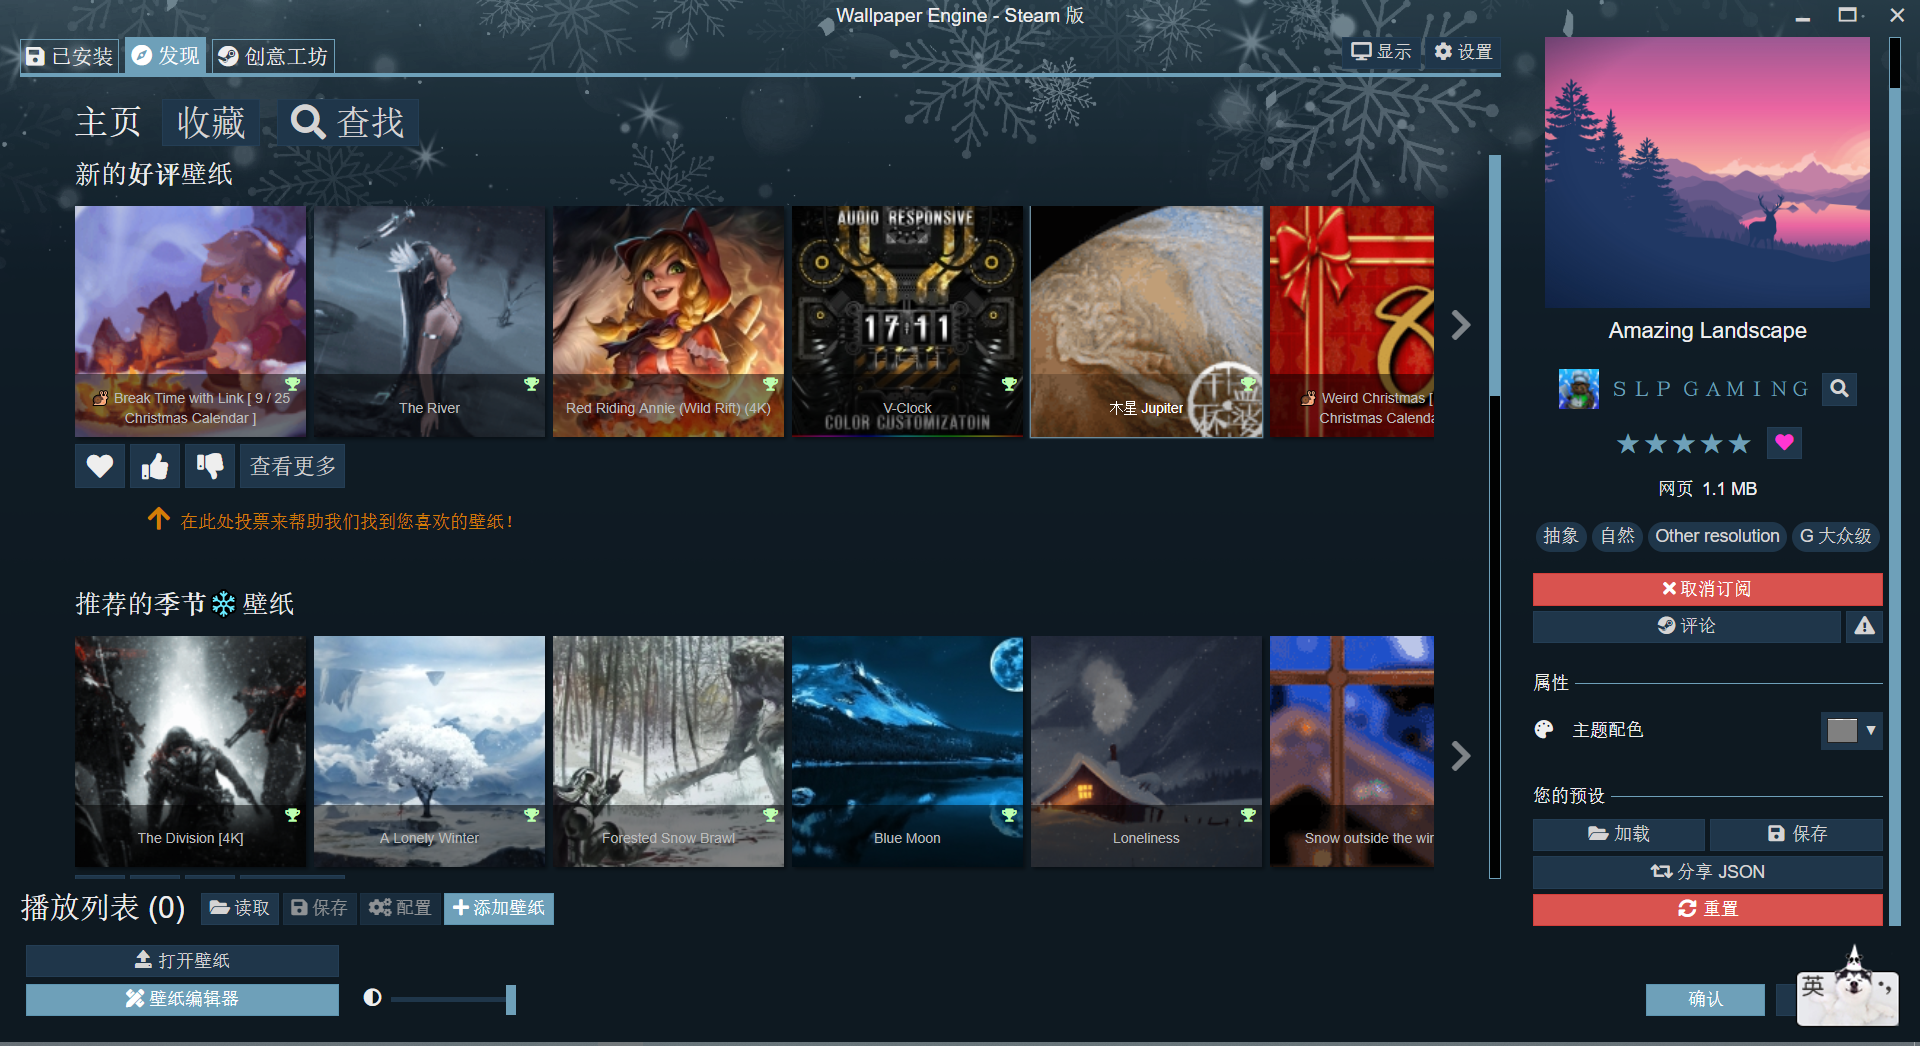 Wallpaper Engine - Steam 版
已安装
发现
创意工坊
显示
设置
主页
收藏
查找
新的好评壁纸
Break Time with Link [ 9 / 25
Christmas Calendar ]
The River
Red Riding Annie (Wild Rift) (4K)
AUDIO RESPONSIVE
17:11
V-Clock
COLOR CUSTOMIZATOIN
木星 Jupiter
8
Weird Christmas [
Christmas Calenda
查看更多
在此处投票来帮助我们找到您喜欢的壁纸！
推荐的季节 壁纸
The Division [4K]
A Lonely Winter
Forested Snow Brawl
Blue Moon
Loneliness
Snow outside the wir
播放列表 (0)
读取
保存
配置
添加壁纸
打开壁纸
壁纸编辑器
Amazing Landscape
SLP GAMING
网页 1.1 MB
抽象
自然
Other resolution
G 大众级
取消订阅
评论
属性
主题配色
您的预设
加载
保存
分享 JSON
重置
确认
英